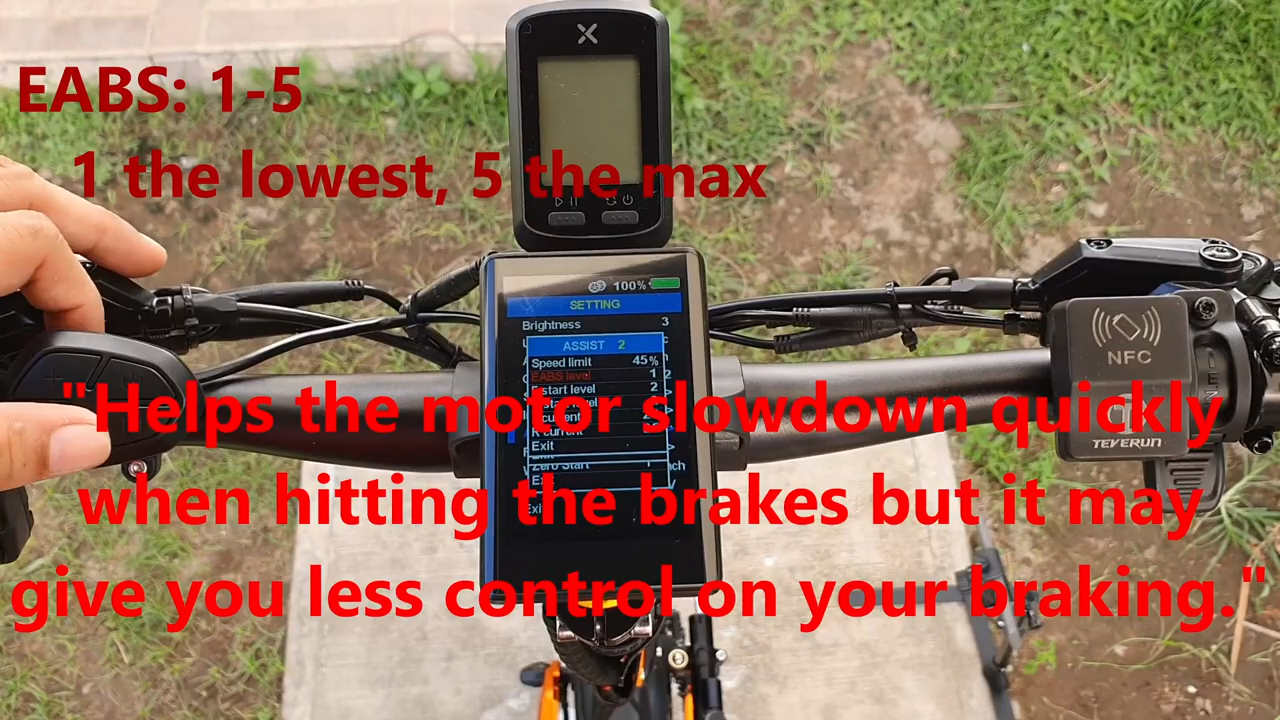 EABS: 1-5
1 the lowest, 5 the max
X
100%
SETTING
Brightness 3
ASSIST 2
Speed limit 45%
EABS level 1
start level 2
Exit
Zero Start
NFC
TEVERUN
"Helps the motor slowdown quickly
when hitting the brakes but it may
give you less control on your braking."